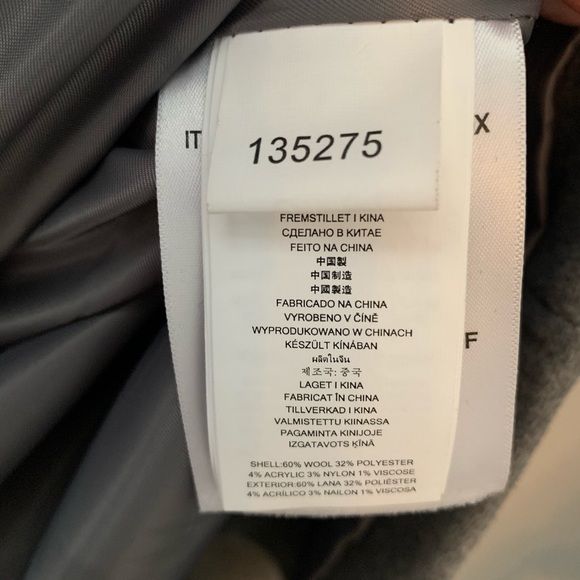 IT
135275
X
FREMSTILLET I KINA
СДЕЛАНО В КИТАЕ
FEITO NA CHINA
中国製
中国制造
中國製造
FABRICADO NA CHINA
VYROBENO V ČÍNĚ
WYPRODUKOWANO W CHINACH
KÉSZÜLT KÍNÁBAN
F
ผลิตในจีน
제조국: 중국
LAGET I KINA
FABRICAT ÎN CHINA
TILLVERKAD I KINA
VALMISTETTU KIINASSA
PAGAMINTA KINIJOJE
IZGATAVOTS ĶĪNĀ
SHELL:60% WOOL 32% POLYESTER
4% ACRYLIC 3% NYLON 1% VISCOSE
EXTERIOR:60% LANA 32% POLIÉSTER
4% ACRÍLICO 3% NAILON 1% VISCOSA